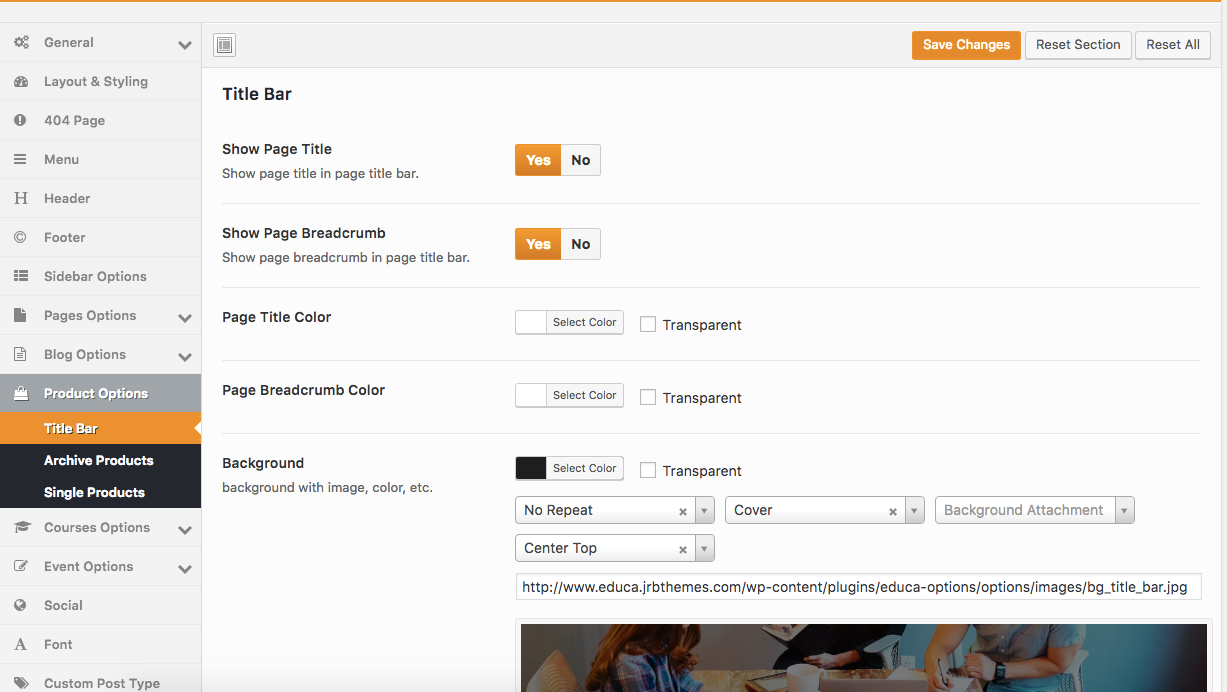 General
Layout & Styling
404 Page
Menu
H Header
© Footer
Sidebar Options
Pages Options
Blog Options
Product Options
Title Bar
Archive Products
Single Products
Courses Options
Event Options
Social
A Font
Custom Post Type
Save Changes Reset Section Reset All
Title Bar
Show Page Title
Show page title in page title bar.
Yes No
Show Page Breadcrumb
Show page breadcrumb in page title bar.
Yes No
Page Title Color
Select Color Transparent
Page Breadcrumb Color
Select Color Transparent
Background
background with image, color, etc.
Select Color Transparent
No Repeat × Cover × Background Attachment
Center Top ×
http://www.educa.jrbthemes.com/wp-content/plugins/educa-options/options/images/bg_title_bar.jpg